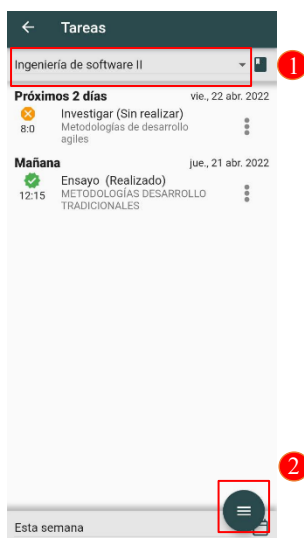 Tareas
Ingeniería de software II
1
Próximos 2 días vie., 22 abr. 2022
Investigar (Sin realizar)
8:0 Metodologías de desarrollo
agiles
Mañana jue., 21 abr. 2022
Ensayo (Realizado)
12:15 METODOLOGÍAS DESARROLLO
TRADICIONALES
2
Esta semana